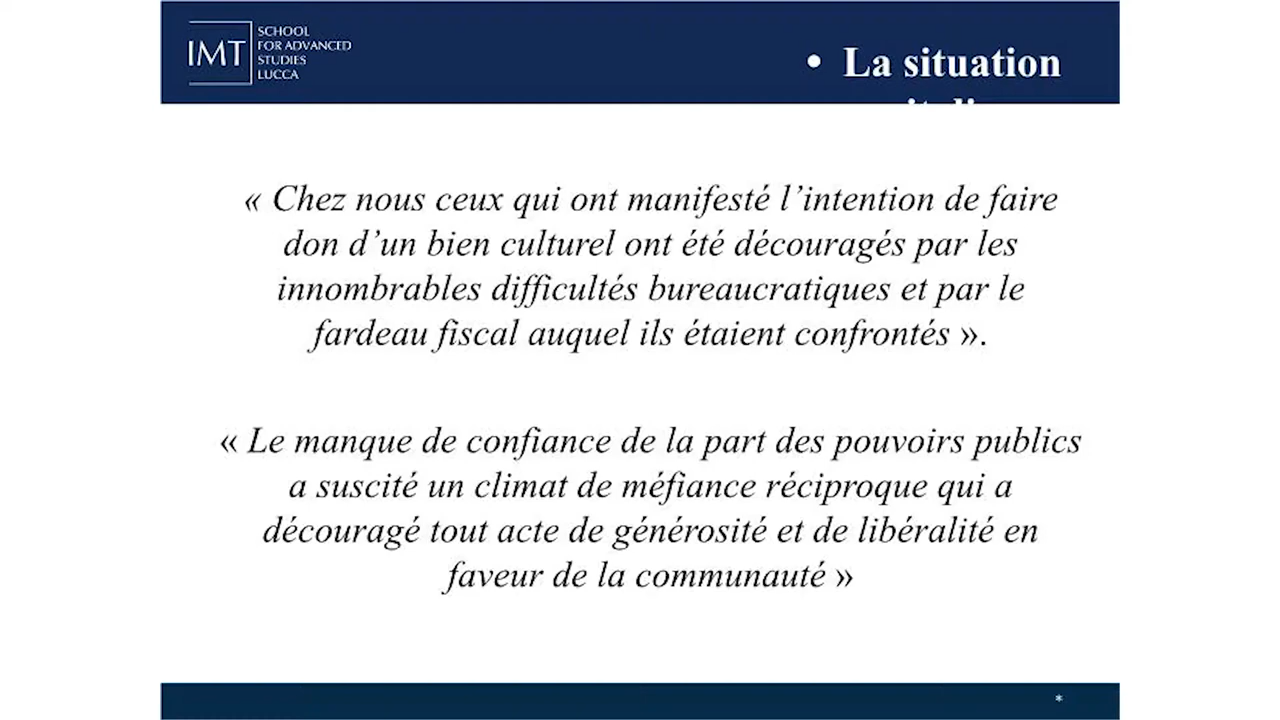 IMT
SCHOOL
FOR ADVANCED
STUDIES
LUCCA
• La situation
« Chez nous ceux qui ont manifesté l’intention de faire
don d’un bien culturel ont été découragés par les
innombrables difficultés bureaucratiques et par le
fardeau fiscal auquel ils étaient confrontés ».
« Le manque de confiance de la part des pouvoirs publics
a suscité un climat de méfiance réciproque qui a
découragé tout acte de générosité et de libéralité en
faveur de la communauté »
*